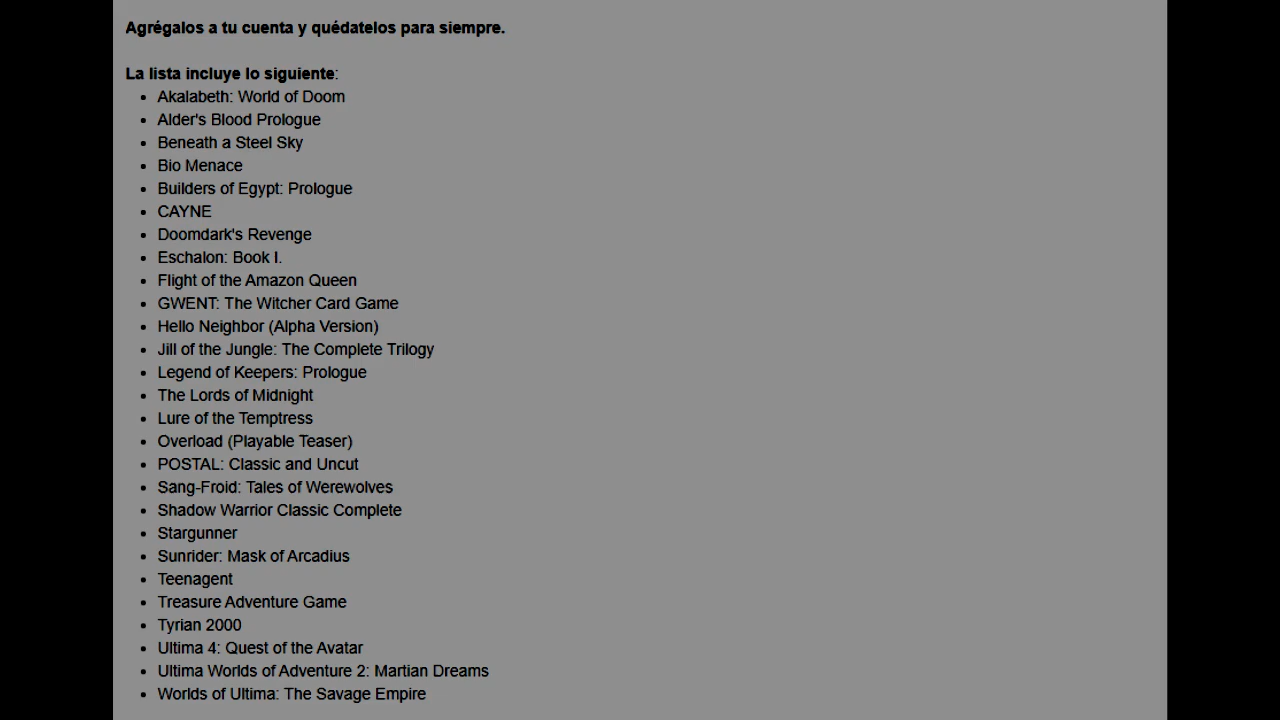 Agrégalos a tu cuenta y quédatelos para siempre.
La lista incluye lo siguiente:
• Akalabeth: World of Doom
• Alder's Blood Prologue
• Beneath a Steel Sky
• Bio Menace
• Builders of Egypt: Prologue
• CAYNE
• Doomdark's Revenge
• Eschalon: Book I.
• Flight of the Amazon Queen
• GWENT: The Witcher Card Game
• Hello Neighbor (Alpha Version)
• Jill of the Jungle: The Complete Trilogy
• Legend of Keepers: Prologue
• The Lords of Midnight
• Lure of the Temptress
• Overload (Playable Teaser)
• POSTAL: Classic and Uncut
• Sang-Froid: Tales of Werewolves
• Shadow Warrior Classic Complete
• Stargunner
• Sunrider: Mask of Arcadius
• Teenagent
• Treasure Adventure Game
• Tyrian 2000
• Ultima 4: Quest of the Avatar
• Ultima Worlds of Adventure 2: Martian Dreams
• Worlds of Ultima: The Savage Empire